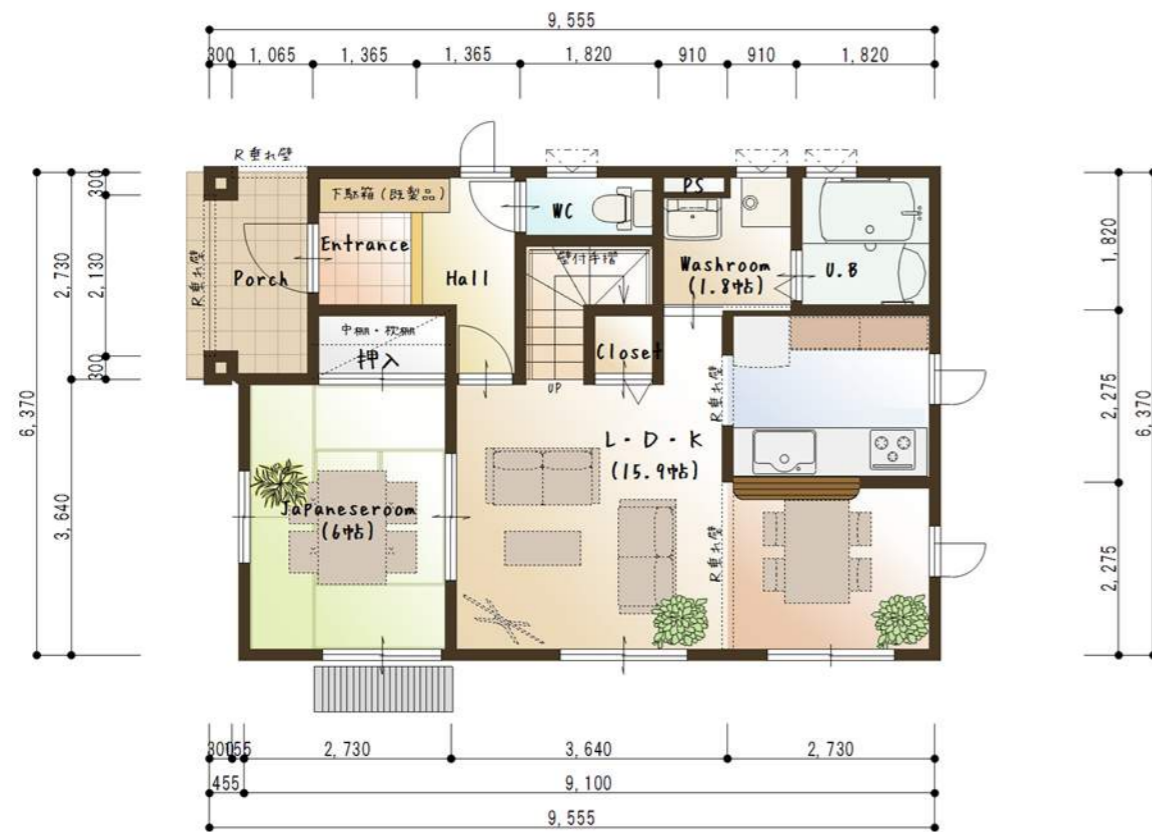 9,555
300 1,065 1,365 1,365 1,820 910 910 1,820
R垂れ壁
下駄箱(既製品)
PS
WC
Entrance
壁付手摺
Washroom
(1.8帖)
U.B
Porch
Hall
R垂れ壁
中棚・枕棚
押入
Closet
UP
R垂れ壁
L・D・K
(15.9帖)
Japaneseroom
(6帖)
R垂れ壁
300
2,130
300
2,730
3,640
6,370
1,820
2,275
2,275
6,370
300 155 2,730 3,640 2,730
455 9,100
9,555